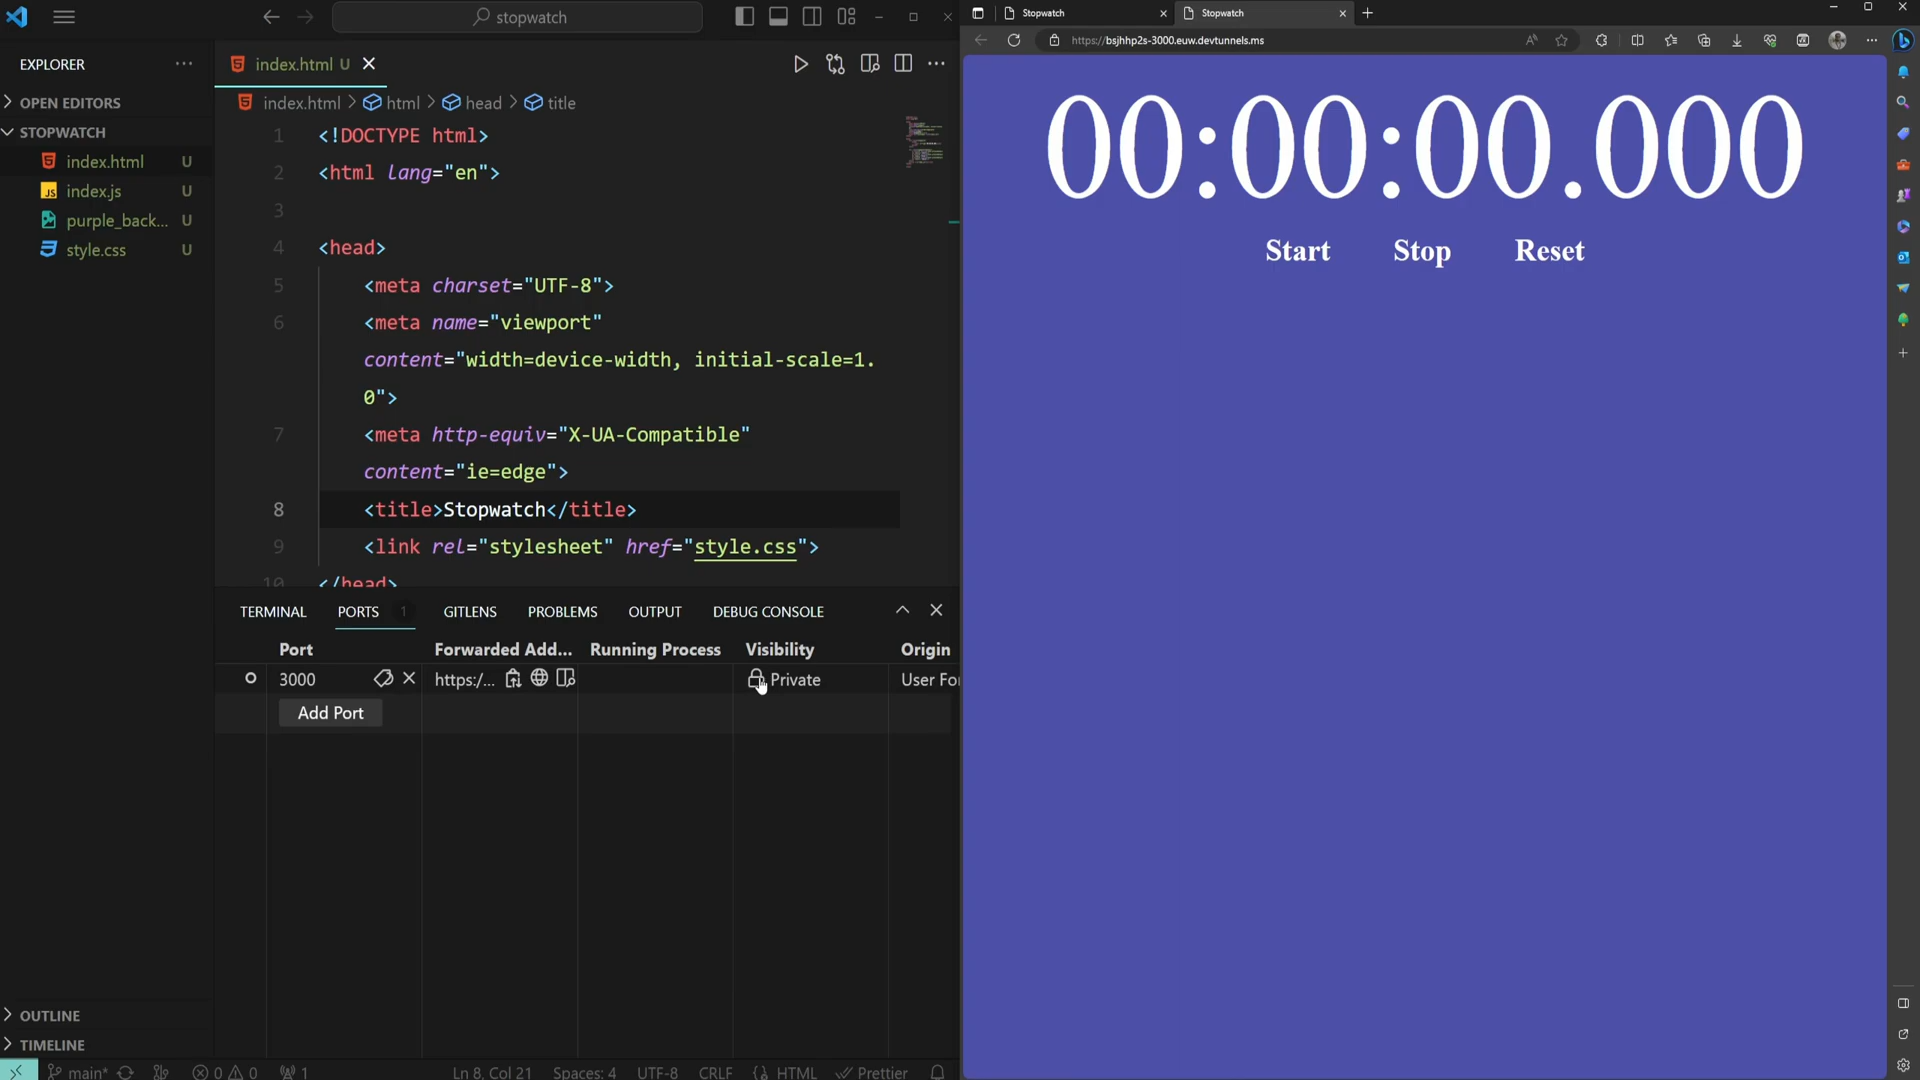 stopwatch
EXPLORER
OPEN EDITORS
STOPWATCH
index.html U
index.js U
purple_back... U
style.css U
OUTLINE
TIMELINE
index.html U
index.html > html > head > title
1 <!DOCTYPE html>
2 <html lang="en">
3
4 <head>
5 <meta charset="UTF-8">
6 <meta name="viewport"
content="width=device-width, initial-scale=1.
0">
7 <meta http-equiv="X-UA-Compatible"
content="ie=edge">
8 <title>Stopwatch</title>
9 <link rel="stylesheet" href="style.css">
10 </head>
TERMINAL PORTS 1 GITLENS PROBLEMS OUTPUT DEBUG CONSOLE
Port Forwarded Add... Running Process Visibility Origin
3000 https:/... Private User For
Add Port
main* 0 0 1 Ln 8, Col 21 Spaces: 4 UTF-8 CRLF HTML Prettier
Stopwatch Stopwatch
https://bsjhhp2s-3000.euw.devtunnels.ms
00:00:00.000
Start Stop Reset